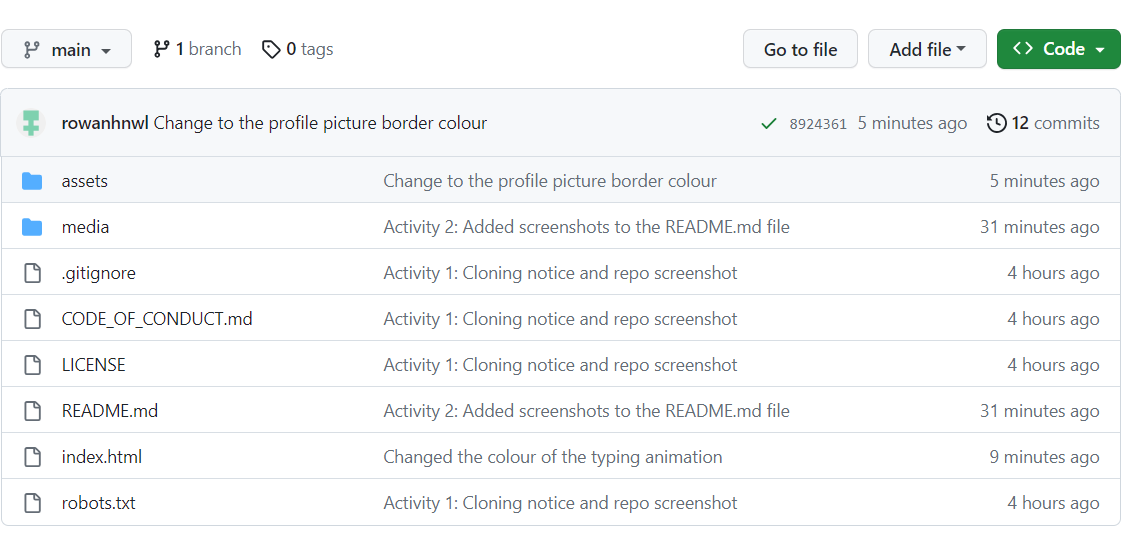 main 1 branch 0 tags Go to file Add file Code
rowanhnwl Change to the profile picture border colour 8924361 5 minutes ago 12 commits
assets Change to the profile picture border colour 5 minutes ago
media Activity 2: Added screenshots to the README.md file 31 minutes ago
.gitignore Activity 1: Cloning notice and repo screenshot 4 hours ago
CODE_OF_CONDUCT.md Activity 1: Cloning notice and repo screenshot 4 hours ago
LICENSE Activity 1: Cloning notice and repo screenshot 4 hours ago
README.md Activity 2: Added screenshots to the README.md file 31 minutes ago
index.html Changed the colour of the typing animation 9 minutes ago
robots.txt Activity 1: Cloning notice and repo screenshot 4 hours ago